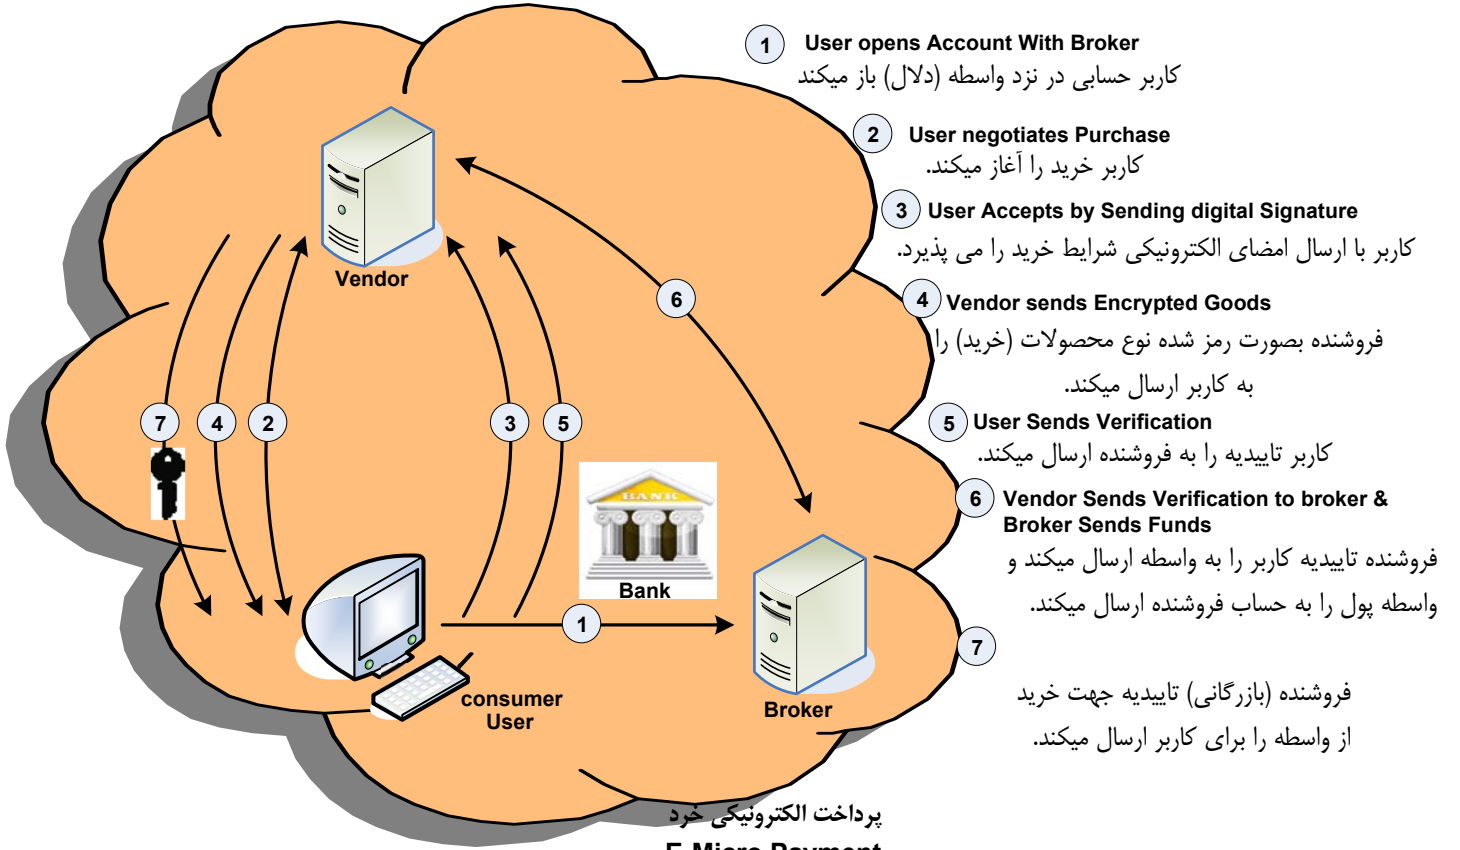 1 User opens Account With Broker
کاربر حسابی در نزد واسطه (دلال) باز میکند
2 User negotiates Purchase
کاربر خرید را آغاز میکند.
3 User Accepts by Sending digital Signature
کاربر با ارسال امضای الکترونیکی شرایط خرید را می پذیرد.
4 Vendor sends Encrypted Goods
فروشنده بصورت رمز شده نوع محصولات (خرید) را
به کاربر ارسال میکند.
5 User Sends Verification
کاربر تاییدیه را به فروشنده ارسال میکند.
6 Vendor Sends Verification to broker &
Broker Sends Funds
فروشنده تاییدیه کاربر را به واسطه ارسال میکند و
واسطه پول را به حساب فروشنده ارسال میکند.
7
فروشنده (بازرگانی) تاییدیه جهت خرید
از واسطه را برای کاربر ارسال میکند.
Vendor
6
7 4 2 3 5
BANK
Bank
1
consumer
User
Broker
پرداخت الکترونیکی خرد
E-Micro Payment